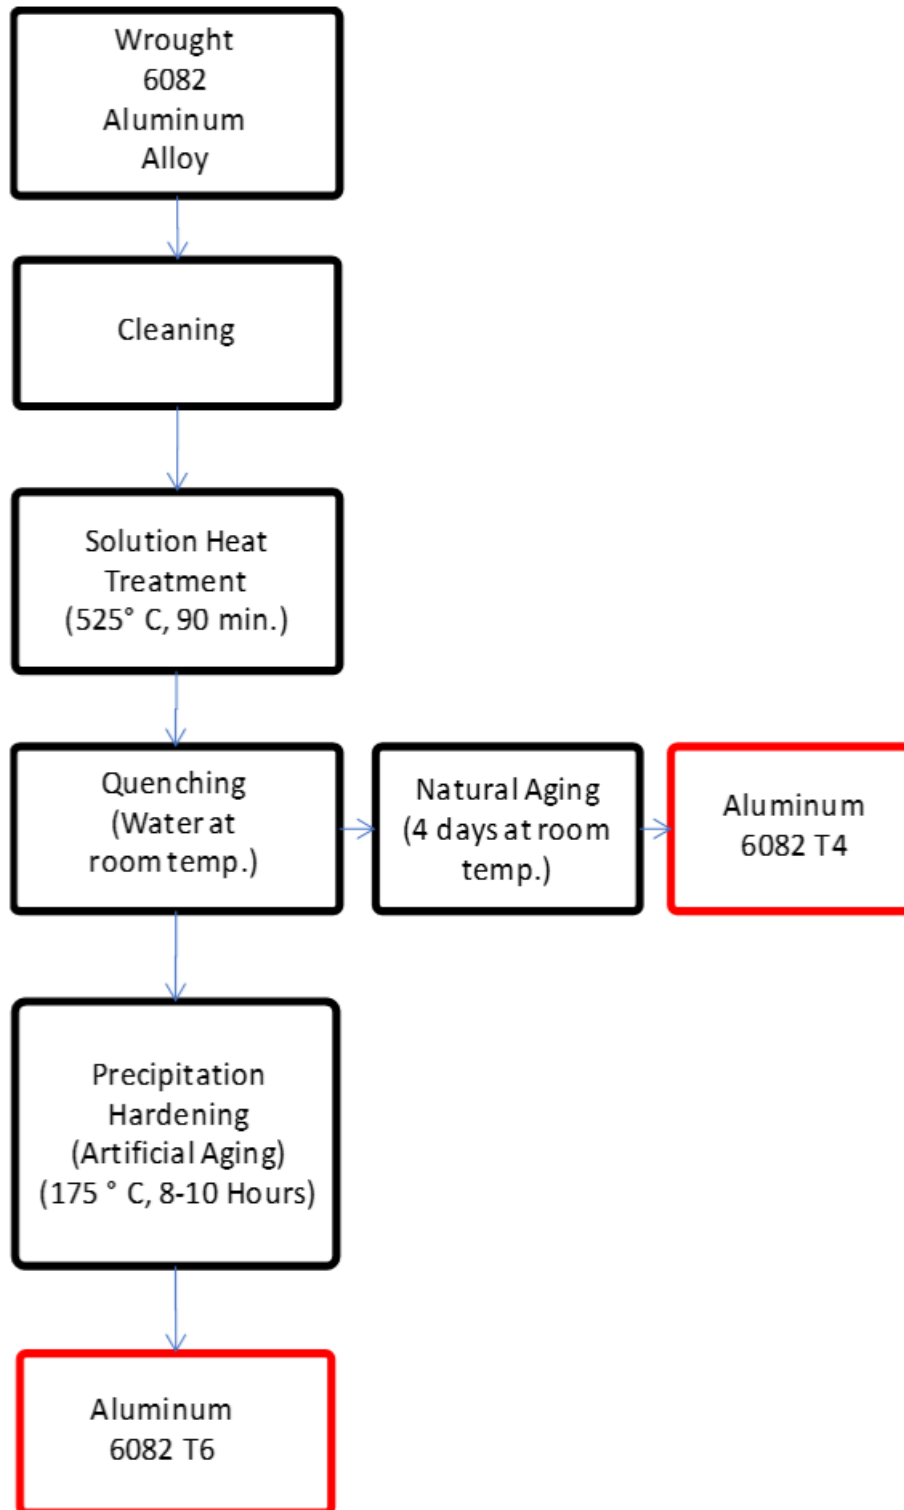 Wrought
6082
Aluminum
Alloy
Cleaning
Solution Heat
Treatment
(525° C, 90 min.)
Quenching
(Water at
room temp.)
Natural Aging
(4 days at room
temp.)
Aluminum
6082 T4
Precipitation
Hardening
(Artificial Aging)
(175 ° C, 8-10 Hours)
Aluminum
6082 T6